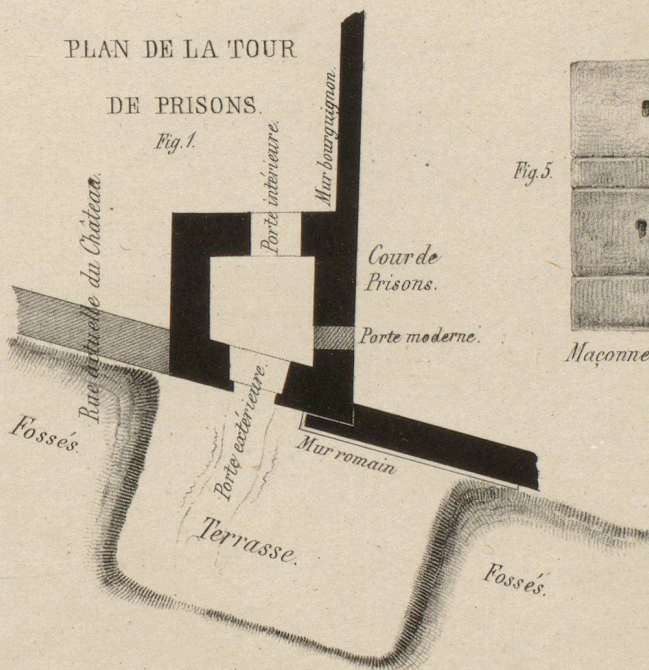 PLAN DE LA TOUR
DE PRISONS.
Fig. 1.
Mur bourguignon.
Porte intérieure.
Rue actuelle du Château.
Cour de
Prisons.
Porte moderne.
Fossés.
Porte extérieure.
Mur romain
Terrasse.
Fossés.
Fig. 5.
Maçonne